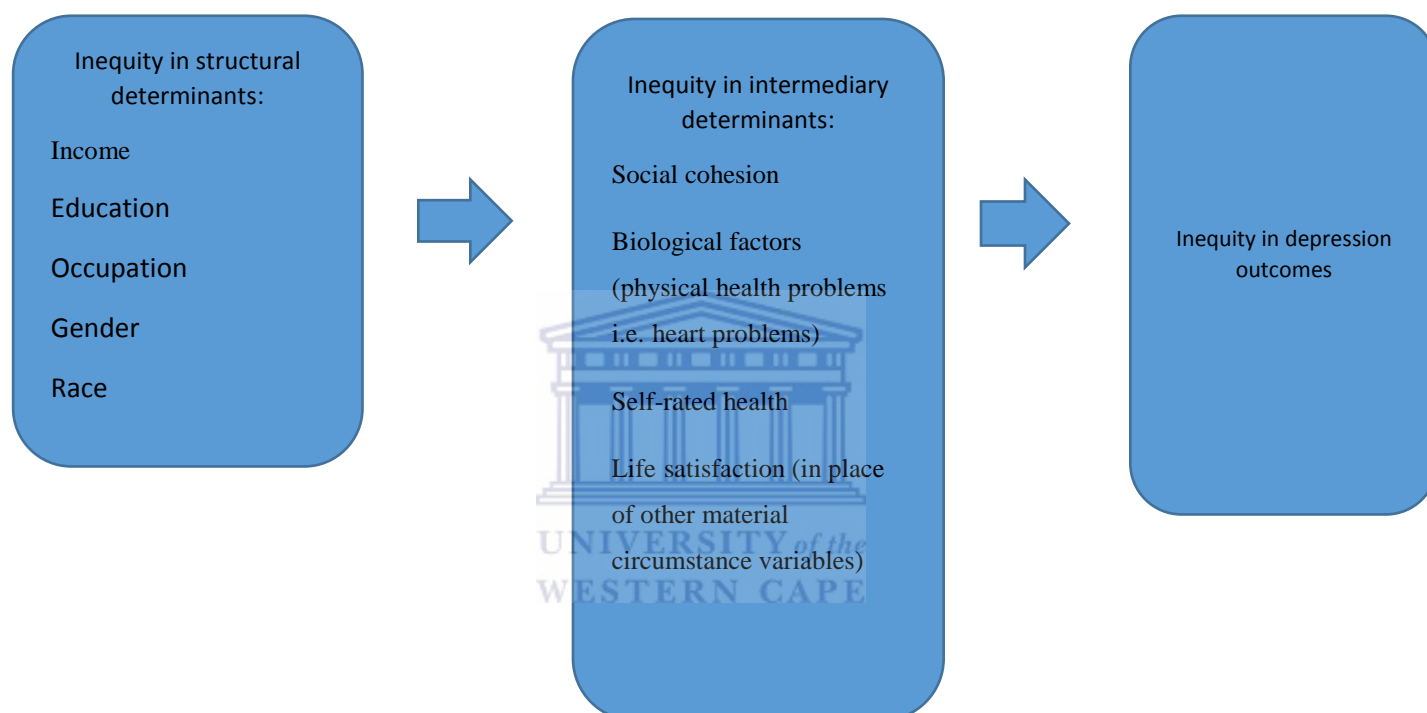 Inequity in structural
determinants:
Income
Education
Occupation
Gender
Race
Inequity in intermediary
determinants:
Social cohesion
Biological factors
(physical health problems
i.e. heart problems)
Self-rated health
Life satisfaction (in place
of other material
circumstance variables)
UNIVERSITY of the
WESTERN CAPE
Inequity in depression
outcomes